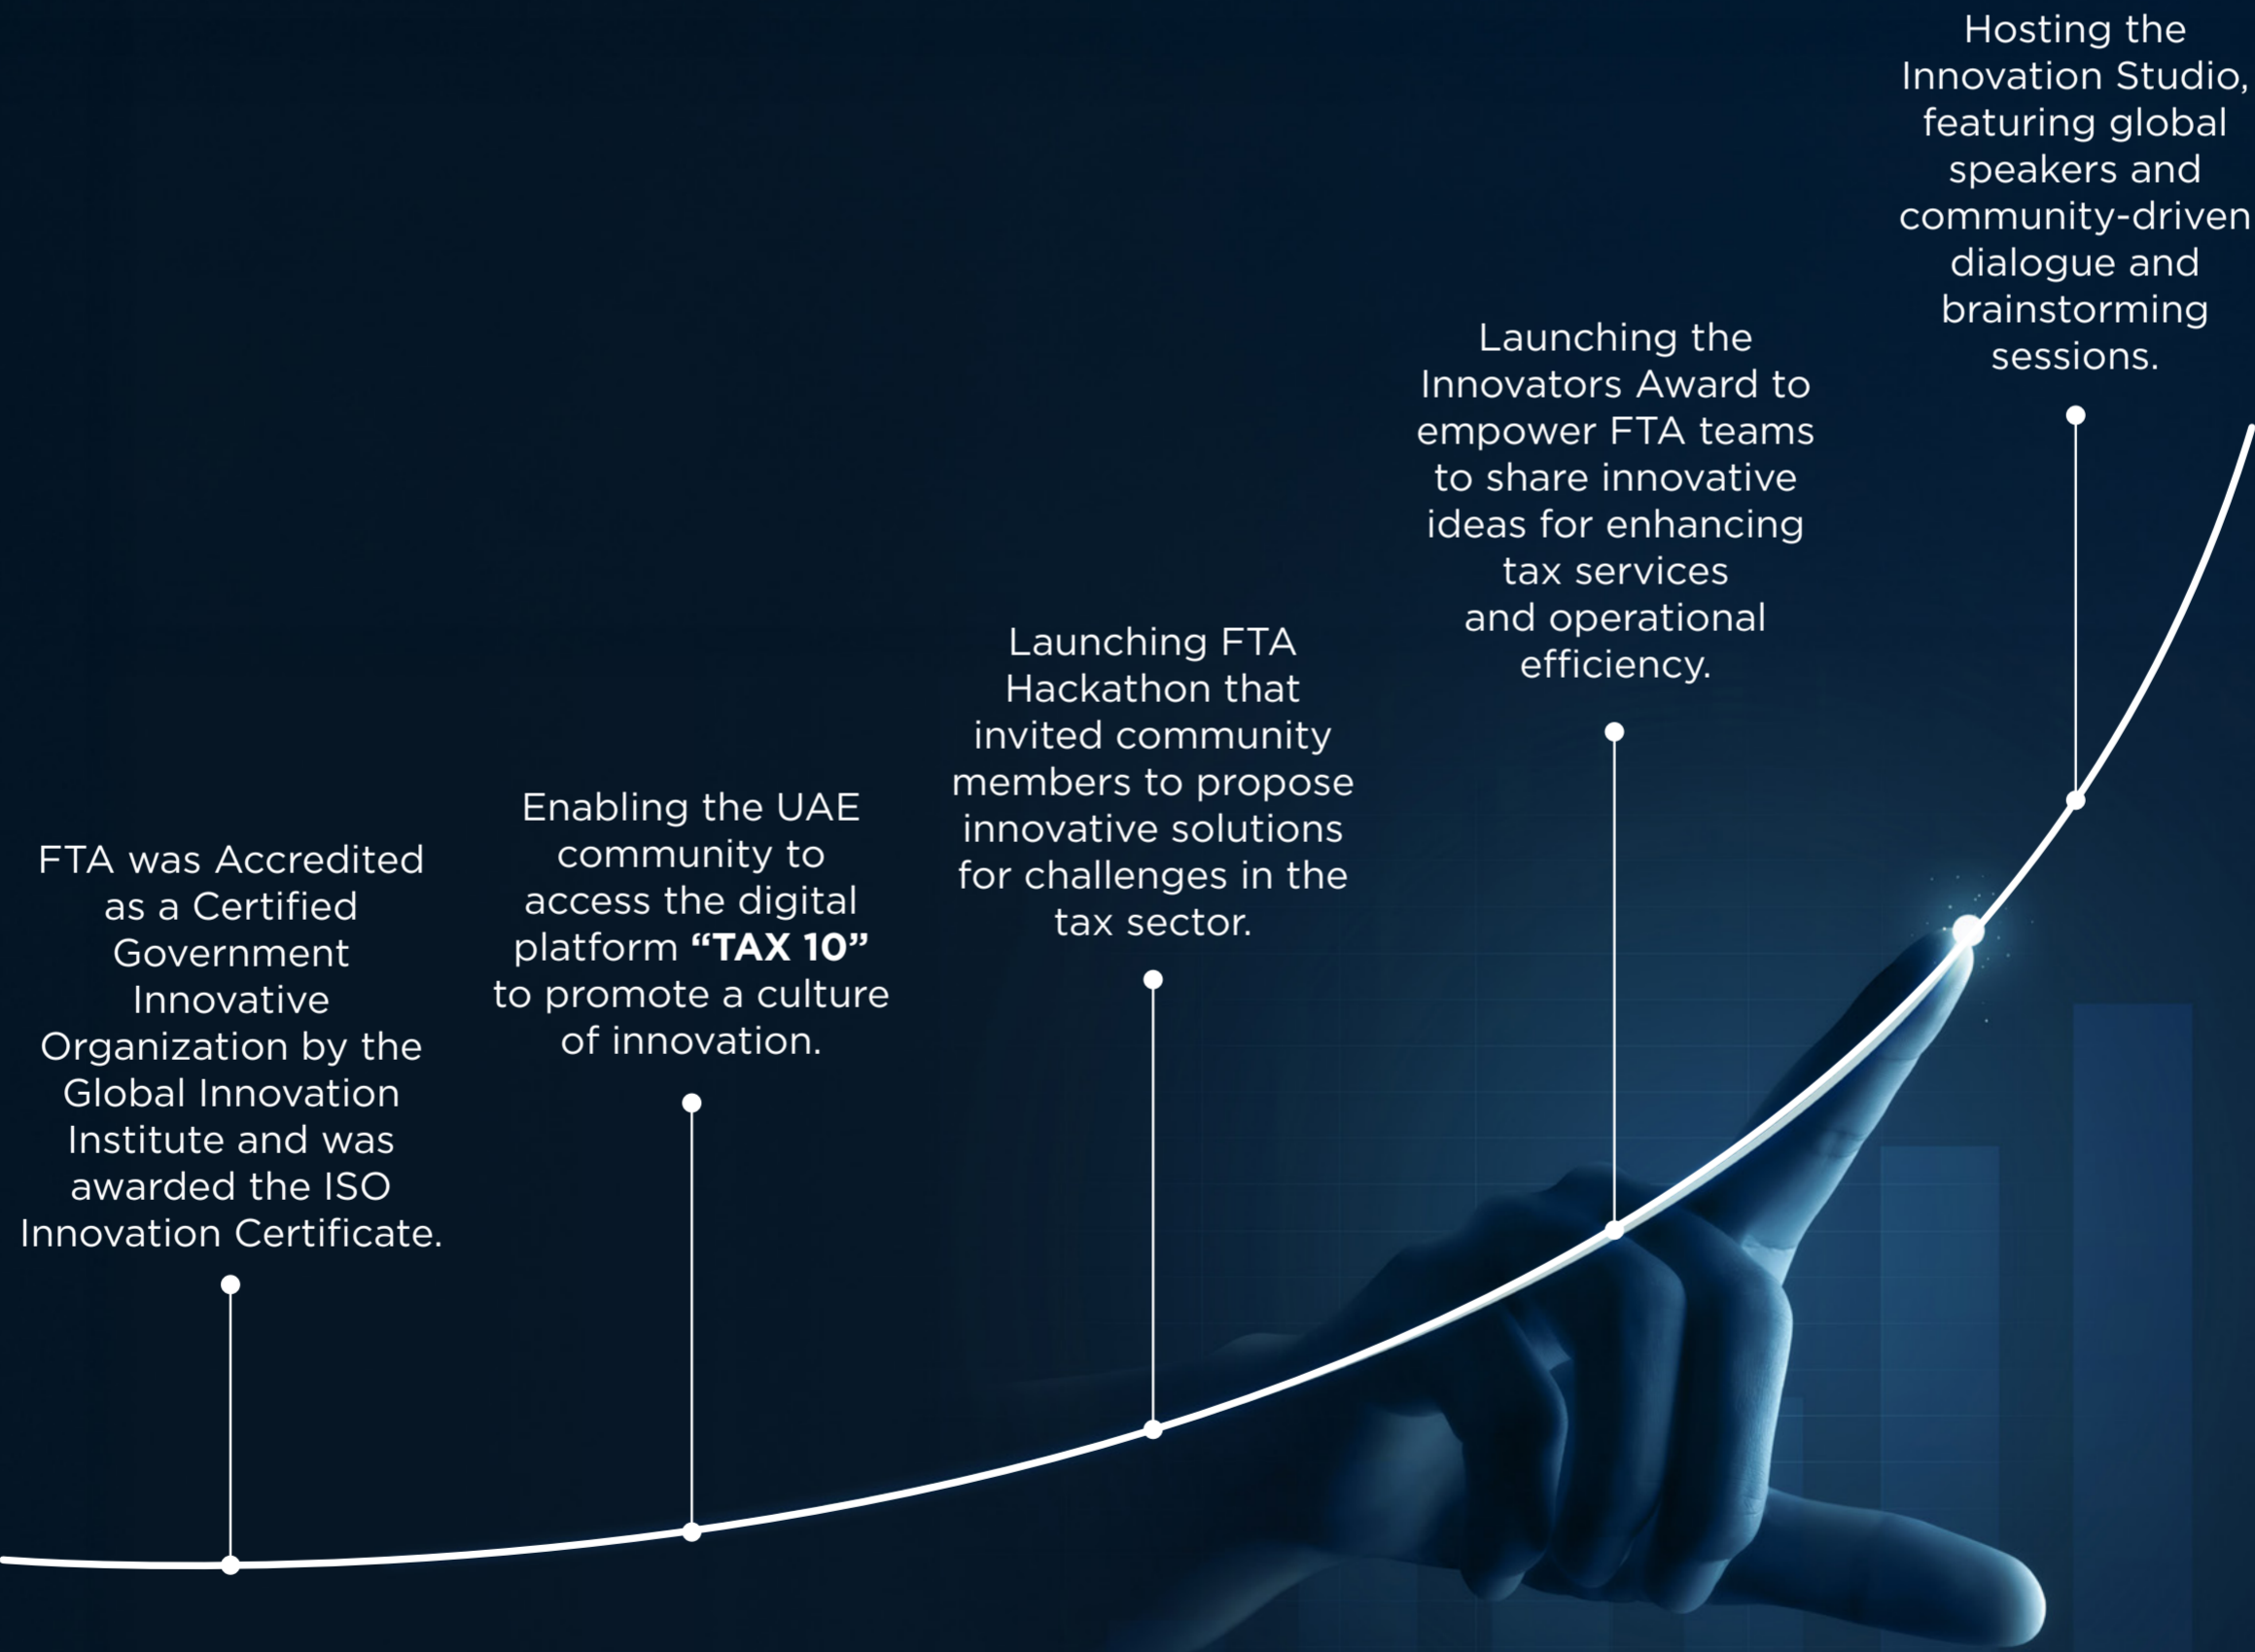 FTA was Accredited
as a Certified
Government
Innovative
Organization by the
Global Innovation
Institute and was
awarded the ISO
Innovation Certificate.
Enabling the UAE
community to
access the digital
platform “TAX 10”
to promote a culture
of innovation.
Launching FTA
Hackathon that
invited community
members to propose
innovative solutions
for challenges in the
tax sector.
Launching the
Innovators Award to
empower FTA teams
to share innovative
ideas for enhancing
tax services
and operational
efficiency.
Hosting the
Innovation Studio,
featuring global
speakers and
community-driven
dialogue and
brainstorming
sessions.